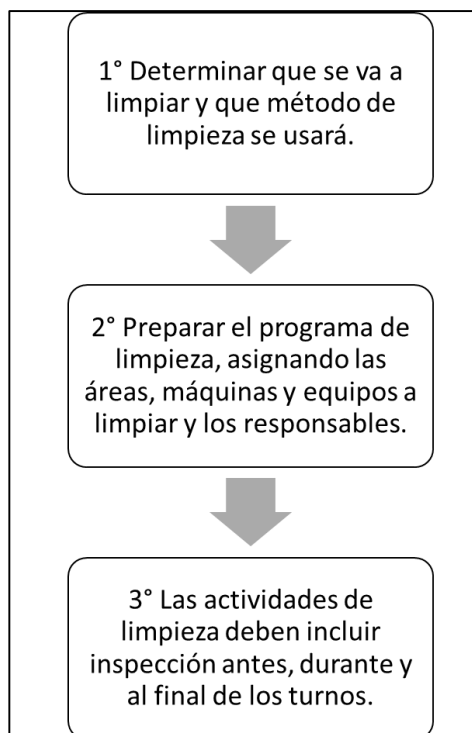 1° Determinar que se va a
limpiar y que método de
limpieza se usará.
2° Preparar el programa de
limpieza, asignando las
áreas, máquinas y equipos a
limpiar y los responsables.
3° Las actividades de
limpieza deben incluir
inspección antes, durante y
al final de los turnos.